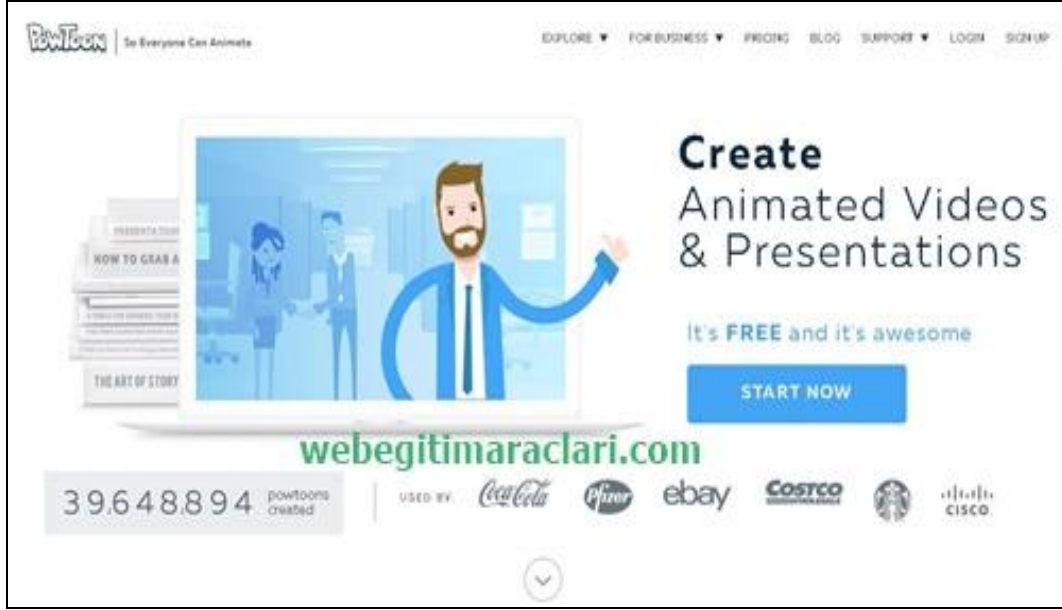 POWTOON | So Everyone Can Animate
EXPLORE ▼ FOR BUSINESS ▼ PRICING BLOG SUPPORT ▼ LOGIN SIGN UP
Create
Animated Videos
& Presentations
PRESENTATION
HOW TO GRAB A
THE ART OF STORY
It's FREE and it's awesome
START NOW
webegitimaraclari.com
39,648,894 powtoons created
USED BY: Coca-Cola Pfizer ebay COSTCO WHOLESALE CISCO